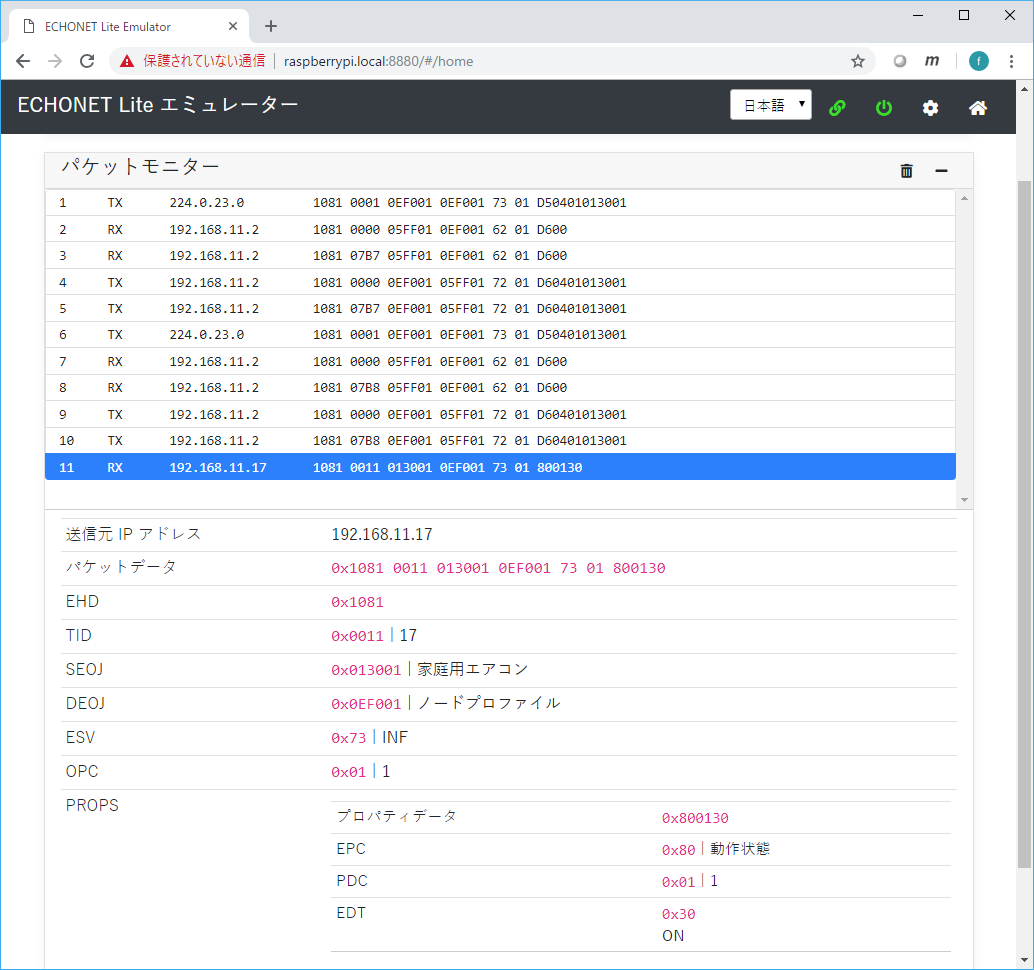 ECHONET Lite Emulator
保護されていない通信 raspberrypi.local:8880/#/home m f
ECHONET Lite エミュレーター 日本語
パケットモニター
1 TX 224.0.23.0 1081 0001 0EF001 0EF001 73 01 D50401013001
2 RX 192.168.11.2 1081 0000 05FF01 0EF001 62 01 D600
3 RX 192.168.11.2 1081 07B7 05FF01 0EF001 62 01 D600
4 TX 192.168.11.2 1081 0000 0EF001 05FF01 72 01 D60401013001
5 TX 192.168.11.2 1081 07B7 0EF001 05FF01 72 01 D60401013001
6 TX 224.0.23.0 1081 0001 0EF001 0EF001 73 01 D50401013001
7 RX 192.168.11.2 1081 0000 05FF01 0EF001 62 01 D600
8 RX 192.168.11.2 1081 07B8 05FF01 0EF001 62 01 D600
9 TX 192.168.11.2 1081 0000 0EF001 05FF01 72 01 D60401013001
10 TX 192.168.11.2 1081 07B8 0EF001 05FF01 72 01 D60401013001
11 RX 192.168.11.17 1081 0011 013001 0EF001 73 01 800130
送信元 IP アドレス 192.168.11.17
パケットデータ 0x1081 0011 013001 0EF001 73 01 800130
EHD 0x1081
TID 0x0011 | 17
SEOJ 0x013001 | 家庭用エアコン
DEOJ 0x0EF001 | ノードプロファイル
ESV 0x73 | INF
OPC 0x01 | 1
PROPS
プロパティデータ 0x800130
EPC 0x80 | 動作状態
PDC 0x01 | 1
EDT 0x30
ON